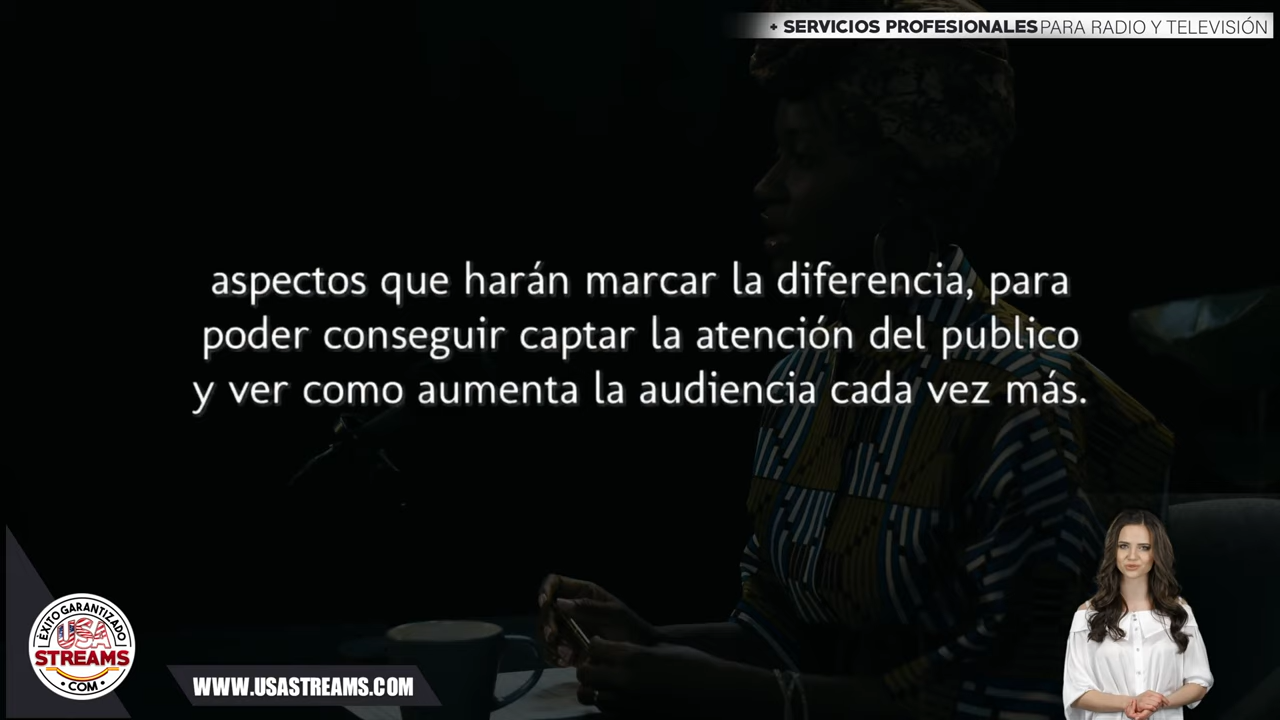 + SERVICIOS PROFESIONALES PARA RADIO Y TELEVISIÓN
aspectos que harán marcar la diferencia, para
poder conseguir captar la atención del publico
y ver como aumenta la audiencia cada vez más.
ÉXITO GARANTIZADO
USA
STREAMS
• COM •
WWW.USASTREAMS.COM